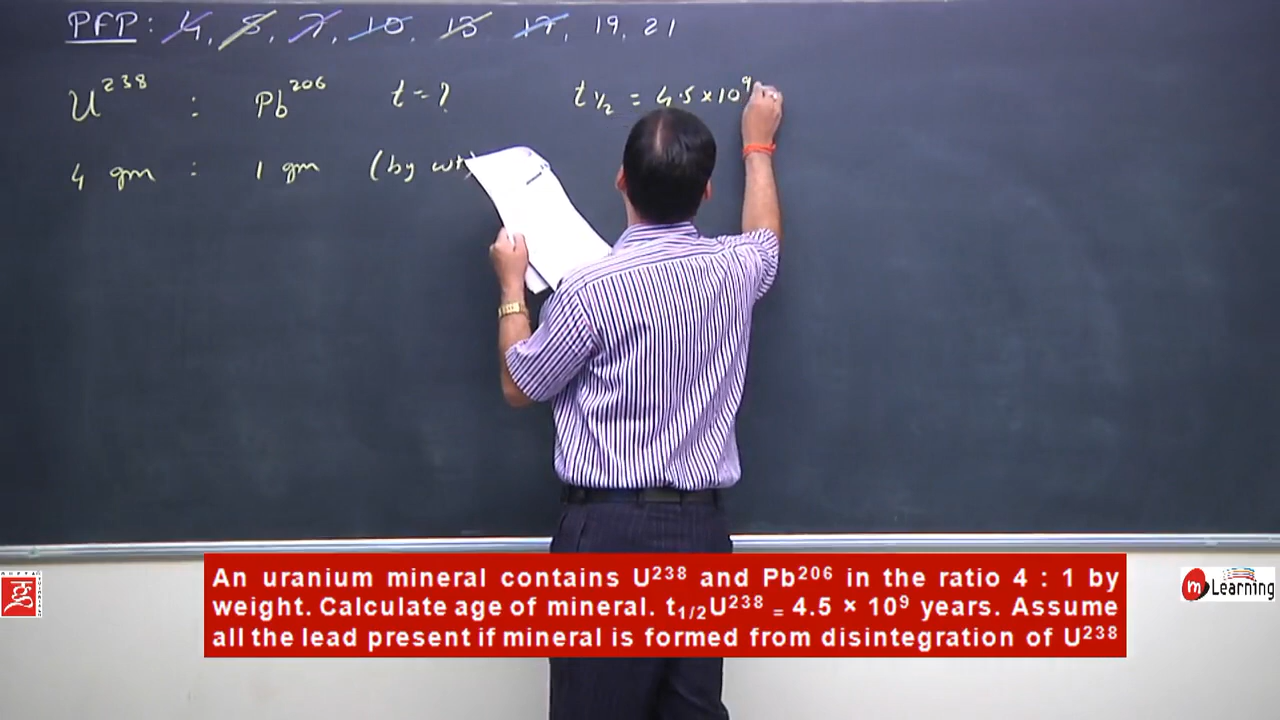 PFP : 4, 5, 7, 10, 13, 17, 19, 21
U²³⁸ : Pb²⁰⁶ t = ? t ½ = 4.5 × 10⁹
4 gm : 1 gm (by wt)
An uranium mineral contains U²³⁸ and Pb²⁰⁶ in the ratio 4 : 1 by
weight. Calculate age of mineral. t₁/₂U²³⁸ = 4.5 × 10⁹ years. Assume
all the lead present if mineral is formed from disintegration of U²³⁸
m Learning